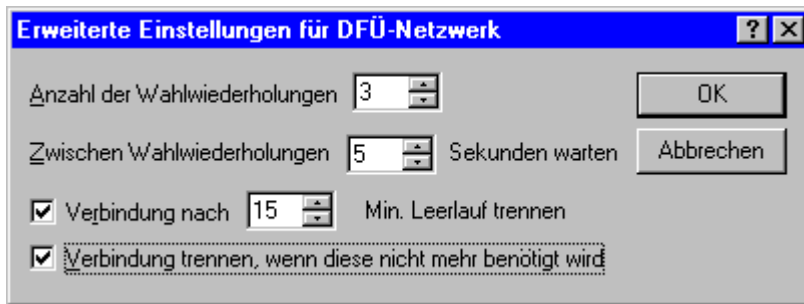 Erweiterte Einstellungen für DFÜ-Netzwerk ? ×
Anzahl der Wahlwiederholungen 3 OK
Zwischen Wahlwiederholungen 5 Sekunden warten Abbrechen
Verbindung nach 15 Min. Leerlauf trennen
Verbindung trennen, wenn diese nicht mehr benötigt wird